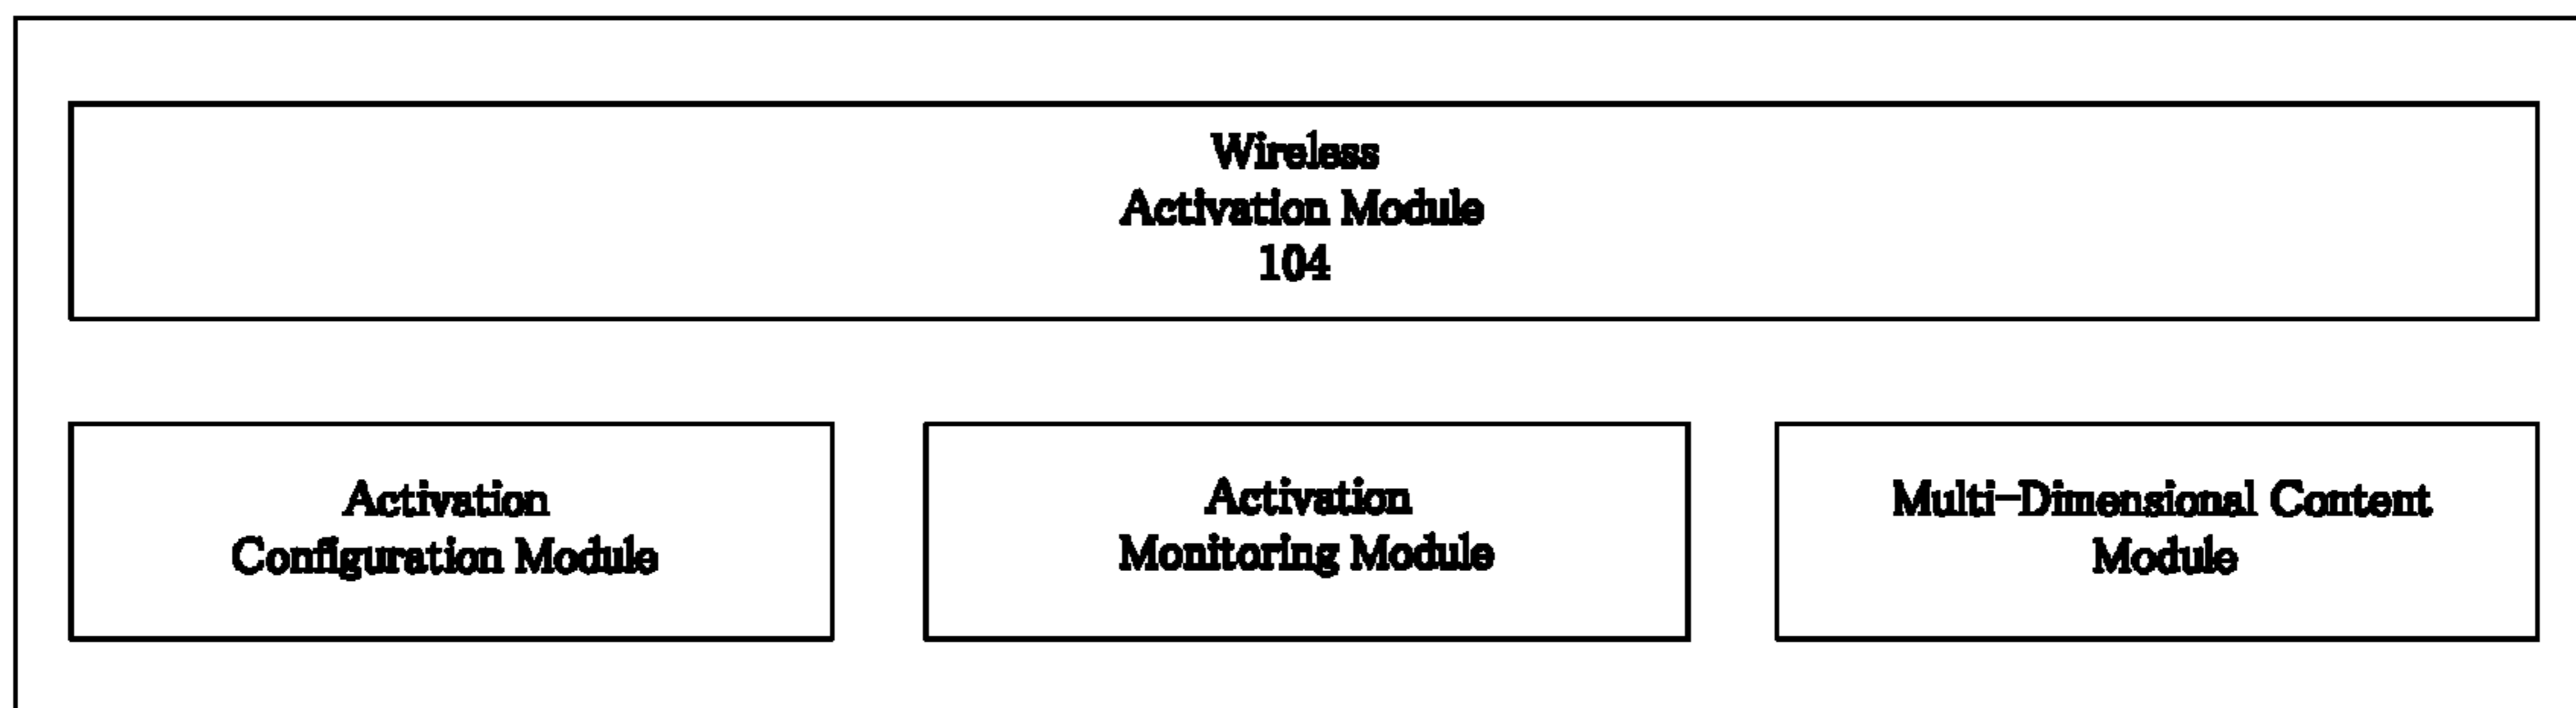 Wireless
Activation Module
104
Activation
Configuration Module
Activation
Monitoring Module
Multi-Dimensional Content
Module